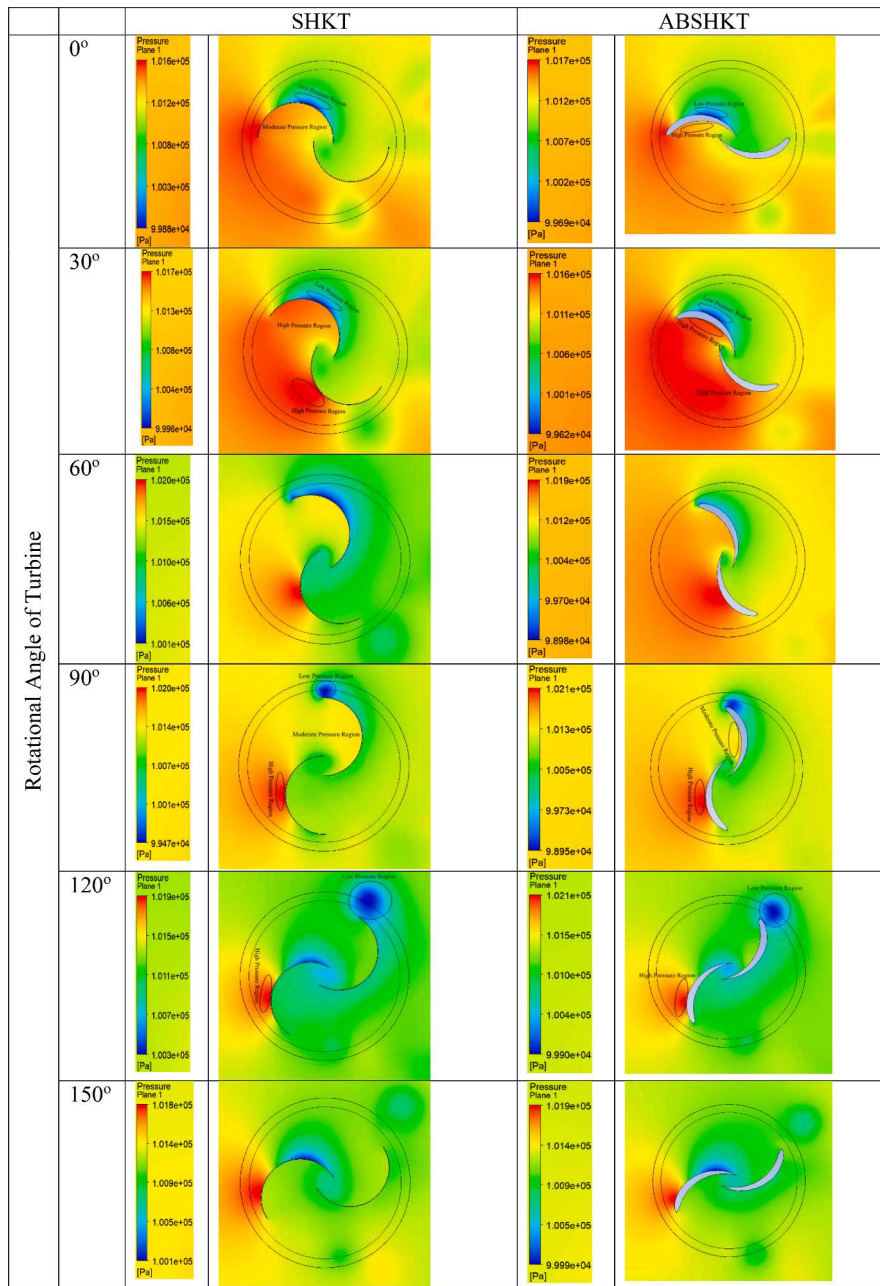 SHKT
ABSHKT
Rotational Angle of Turbine
0º
Pressure
Plane 1
1.016e+05
1.010e+05
1.003e+05
9.955e+04
9.988e+04
[Pa]
Low Pressure Region
Moderate Pressure Region
Pressure
Plane 1
1.017e+05
1.012e+05
1.007e+05
1.002e+05
9.969e+04
[Pa]
Low Pressure Region
High Pressure Region
30º
Pressure
Plane 1
1.017e+05
1.013e+05
1.008e+05
1.004e+05
9.996e+04
[Pa]
Low Pressure Region
High Pressure Region
High Pressure Region
Pressure
Plane 1
1.016e+05
1.011e+05
1.006e+05
1.001e+05
9.962e+04
[Pa]
Low Pressure Region
High Pressure Region
High Pressure Region
60º
Pressure
Plane 1
1.020e+05
1.015e+05
1.010e+05
1.006e+05
1.001e+05
[Pa]
Pressure
Plane 1
1.019e+05
1.012e+05
1.004e+05
9.970e+04
9.898e+04
[Pa]
90º
Pressure
Plane 1
1.020e+05
1.015e+05
1.001e+05
9.947e+04
[Pa]
Low Pressure Region
Moderate Pressure Region
High Pressure Region
Pressure
Plane 1
1.021e+05
1.013e+05
1.005e+05
9.973e+04
9.895e+04
[Pa]
Moderate Pressure Region
High Pressure Region
120º
Pressure
Plane 1
1.019e+05
1.015e+05
1.011e+05
1.007e+05
1.003e+05
[Pa]
Low Pressure Region
High Pressure Region
Pressure
Plane 1
1.021e+05
1.015e+05
1.010e+05
1.004e+05
9.990e+04
[Pa]
Low Pressure Region
High Pressure Region
150º
Pressure
Plane 1
1.018e+05
1.014e+05
1.010e+05
1.005e+05
1.001e+05
[Pa]
Pressure
Plane 1
1.019e+05
1.014e+05
1.009e+05
1.005e+05
9.999e+04
[Pa]